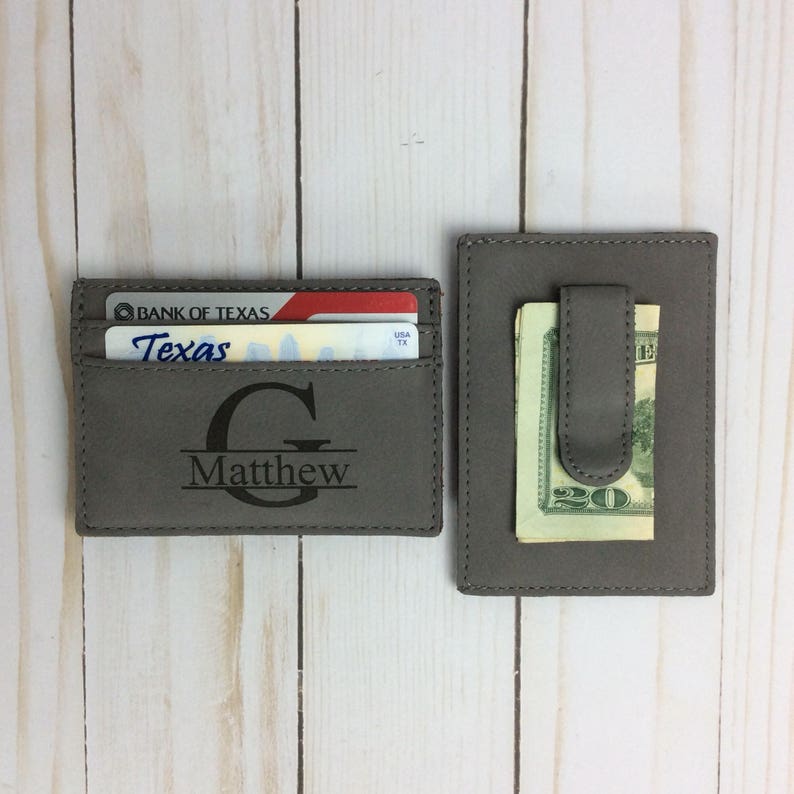 BANK OF TEXAS
Texas
USA
TX
G
Matthew
20